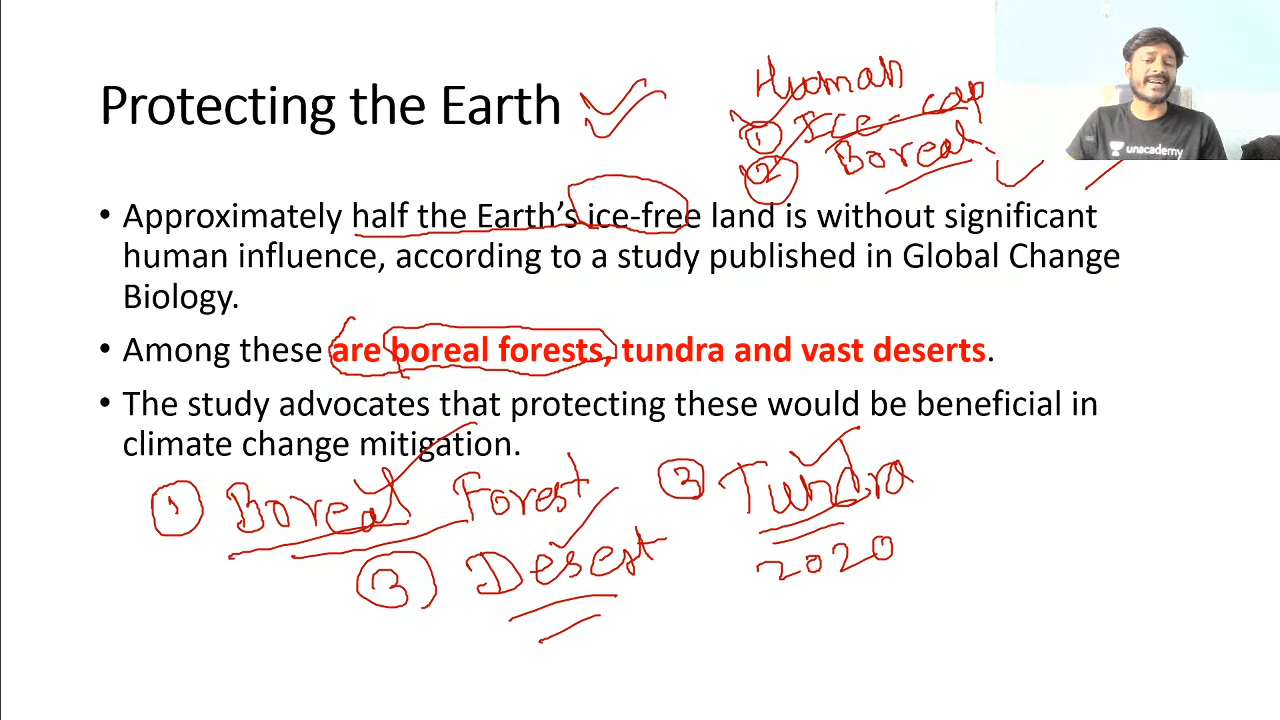 Protecting the Earth
Human
① Ice-cap
② Boreal
unacademy
• Approximately half the Earth's ice-free land is without significant
human influence, according to a study published in Global Change
Biology.
• Among these are boreal forests, tundra and vast deserts.
• The study advocates that protecting these would be beneficial in
climate change mitigation.
① Boreal Forest
③ Tundra
③ Desert
2020